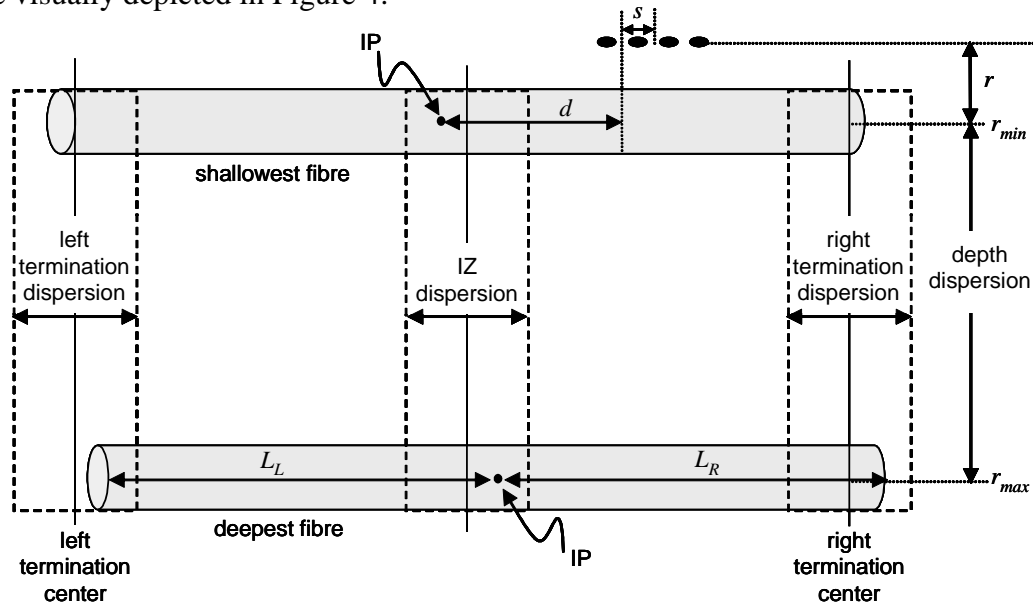 e visually depicted in Figure 4.
s
IP
r
d
r_min
shallowest fibre
left
termination
dispersion
IZ
dispersion
right
termination
dispersion
depth
dispersion
L_L
L_R
r_max
deepest fibre
IP
left
termination
center
right
termination
center